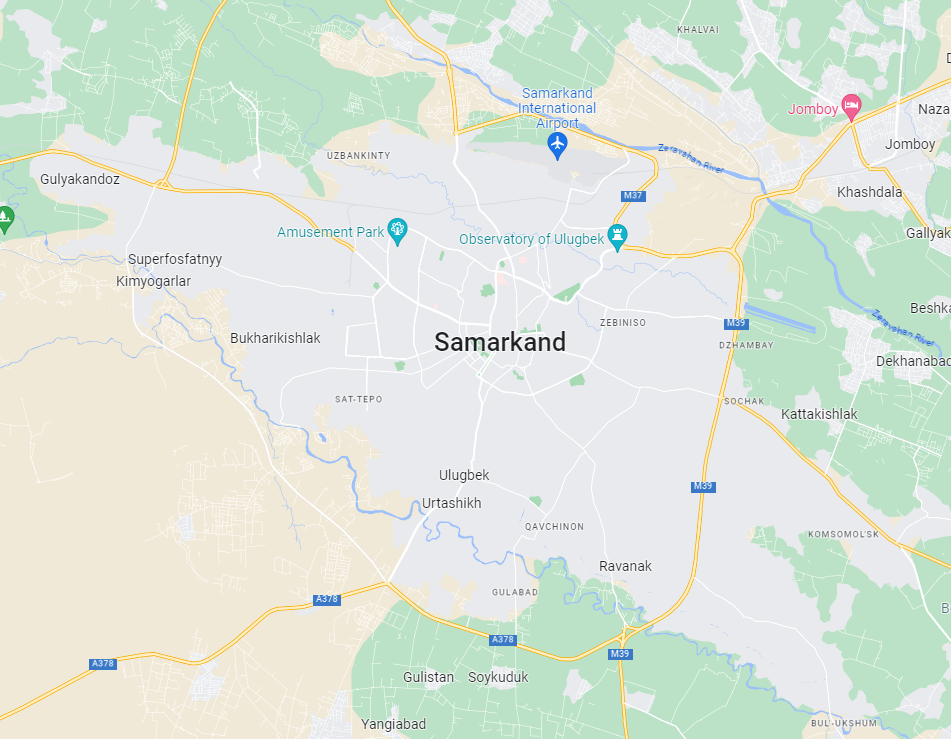 KHALVAI
D
Samarkand
International
Airport
Jomboy
Naza
Jomboy
Zeravshan River
UZBANKINTY
Gulyakandoz
M37
Khashdala
Amusement Park
Observatory of Ulugbek
Gallyak
Superfosfatnyy
Kimyogarlar
Beshka
Zeravshan River
Bukharikishlak
Samarkand
ZEBINISO
M39
DZHAMBAY
Dekhanabad
SAT-TEPO
SOCHAK
Kattakishlak
Ulugbek
M39
Urtashikh
QAVCHINON
KOMSOMOL'SK
Ravanak
GULABAD
A378
B
A378
M39
A378
Gulistan
Soykuduk
Yangiabad
BUL-UKSHUM